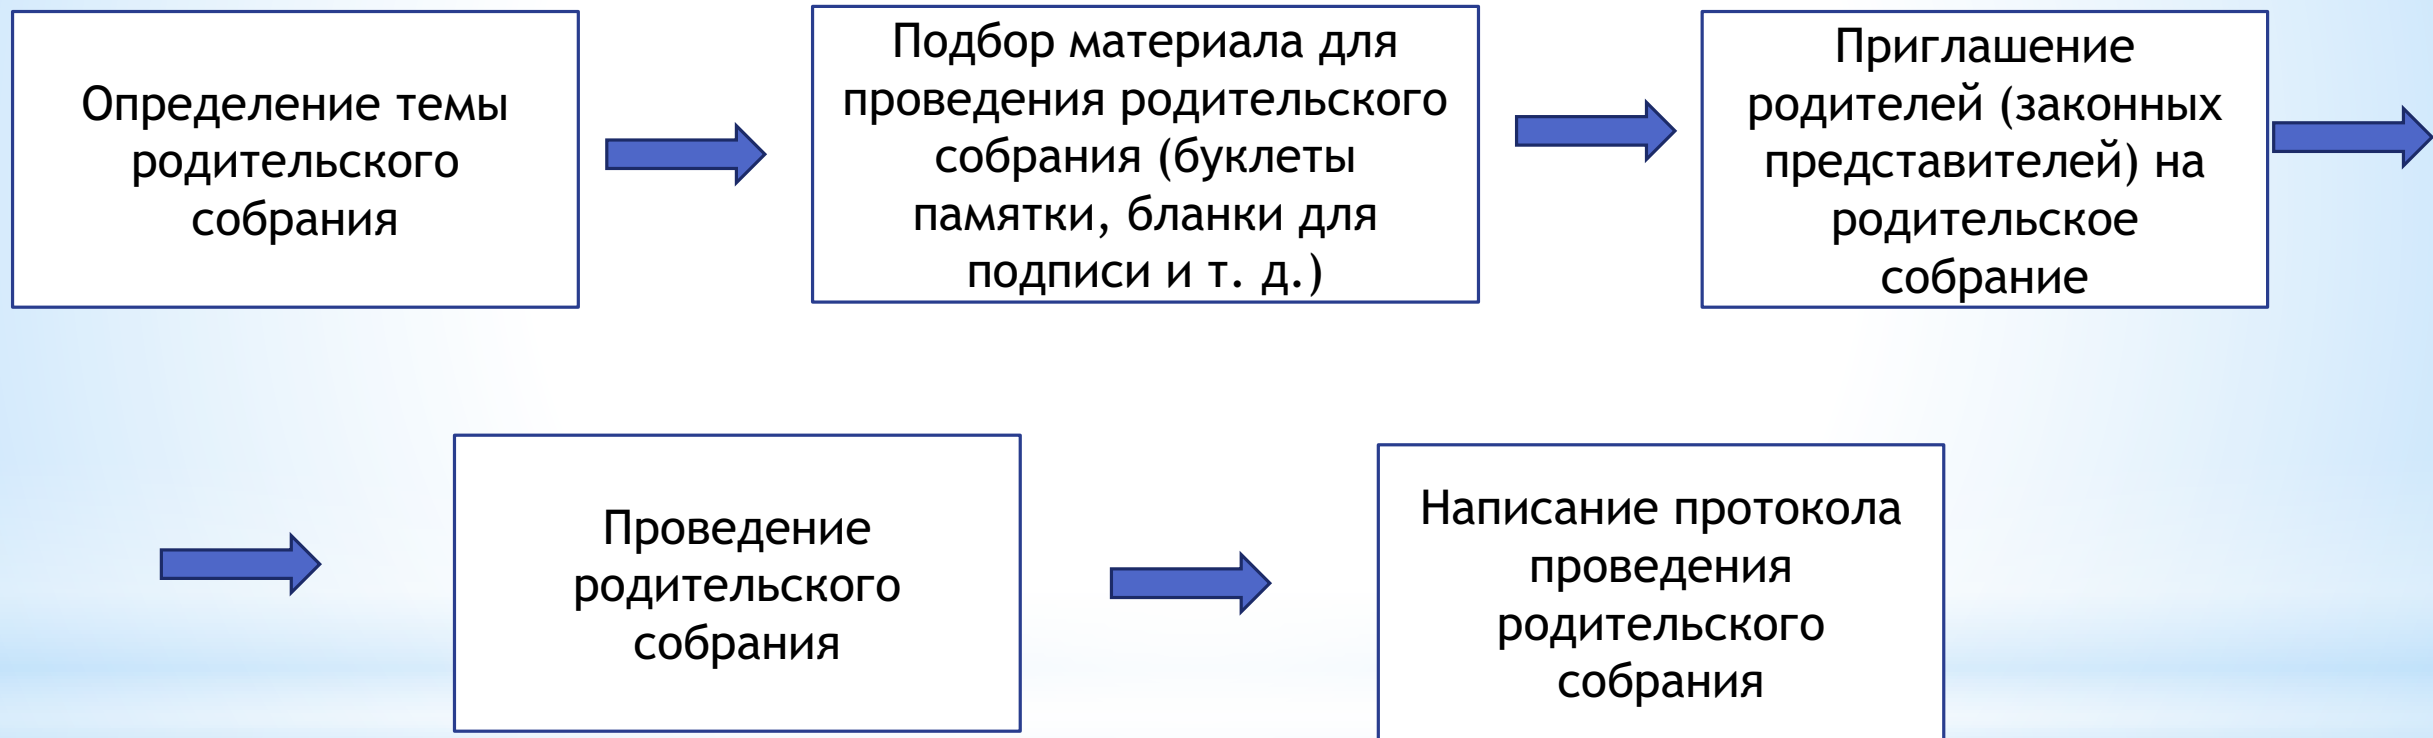 Определение темы
родительского
собрания
Подбор материала для
проведения родительского
собрания (буклеты
памятки, бланки для
подписи и т. д.)
Приглашение
родителей (законных
представителей) на
родительское
собрание
Проведение
родительского
собрания
Написание протокола
проведения
родительского
собрания